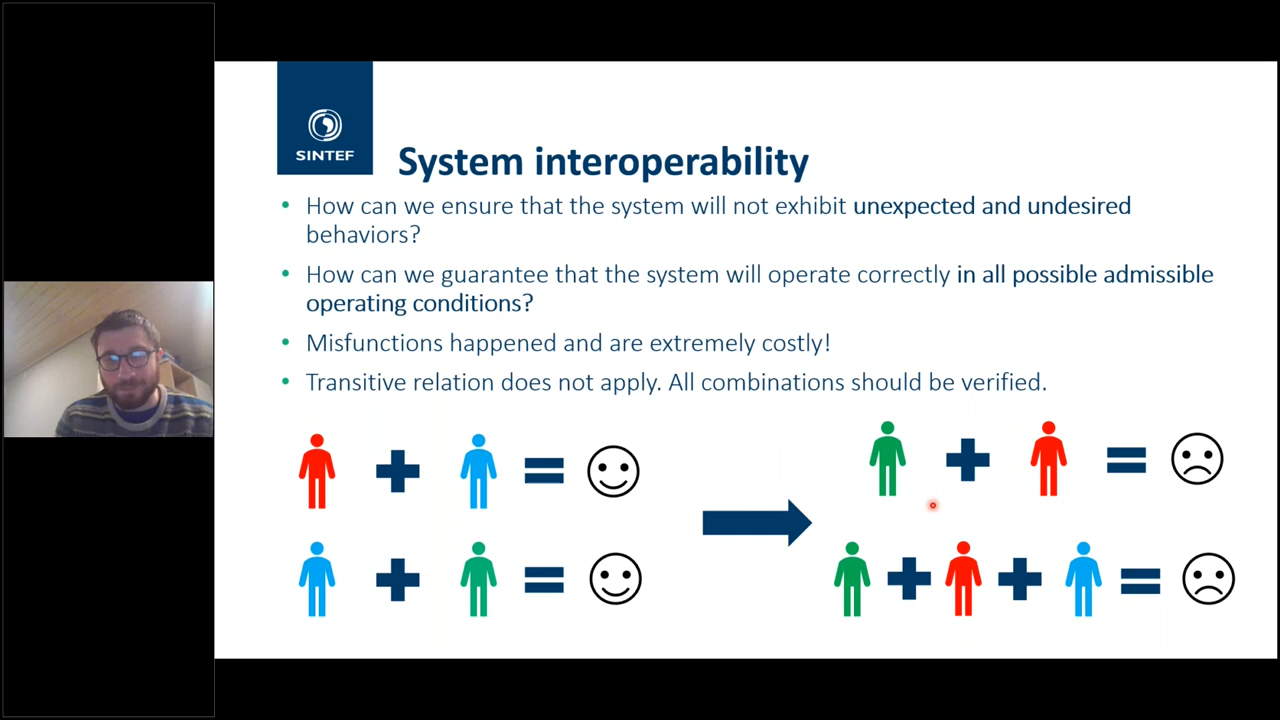 SINTEF
System interoperability
• How can we ensure that the system will not exhibit unexpected and undesired
behaviors?
• How can we guarantee that the system will operate correctly in all possible admissible
operating conditions?
• Misfunctions happened and are extremely costly!
• Transitive relation does not apply. All combinations should be verified.